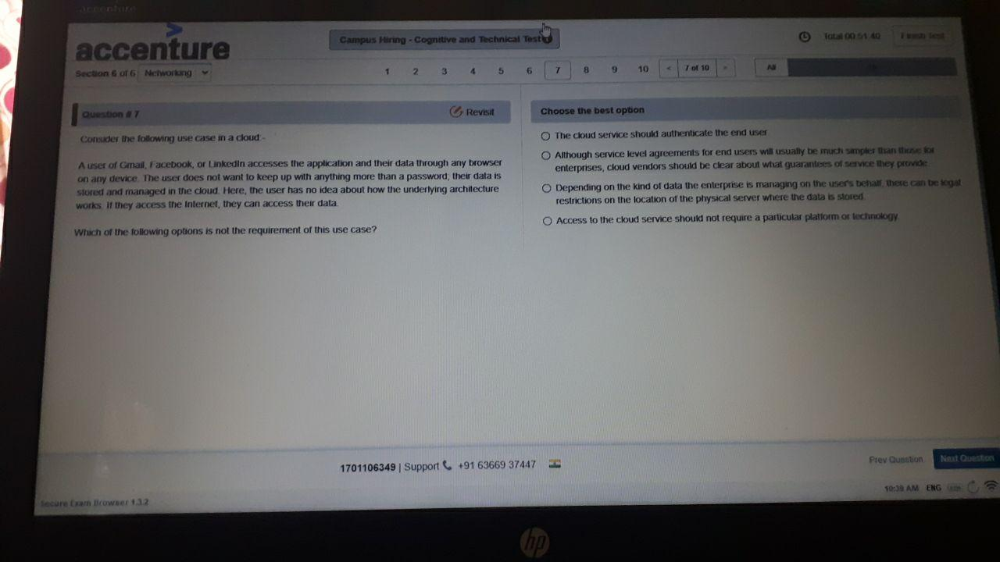 accenture
accenture
Campus Hiring - Cognitive and Technical Test
Total 00:51:40
Finish Test
Section 6 of 6 Networking
1 2 3 4 5 6 7 8 9 10 < 7 of 10 > All
Question # 7
Revisit
Choose the best option
Consider the following use case in a cloud:-
A user of Gmail, Facebook, or LinkedIn accesses the application and their data through any browser
on any device. The user does not want to keep up with anything more than a password; their data is
stored and managed in the cloud. Here, the user has no idea about how the underlying architecture
works. If they access the Internet, they can access their data.
Which of the following options is not the requirement of this use case?
The cloud service should authenticate the end user
Although service level agreements for end users will usually be much simpler than those for
enterprises, cloud vendors should be clear about what guarantees of service they provide
Depending on the kind of data the enterprise is managing on the user's behalf, there can be legal
restrictions on the location of the physical server where the data is stored.
Access to the cloud service should not require a particular platform or technology.
1701106349 | Support +91 63669 37447
Prev Question
Next Question
10:39 AM ENG
Secure Exam Browser 1.3.2
hp